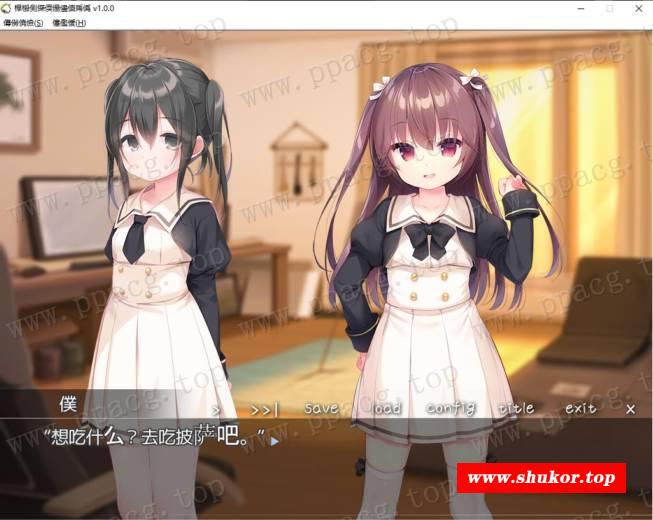 v1.0.0
(S) (H)
www.ppacg.top
僕
> >>| save load config title exit x
“想吃什么？去吃披萨吧。”
www.shukor.top